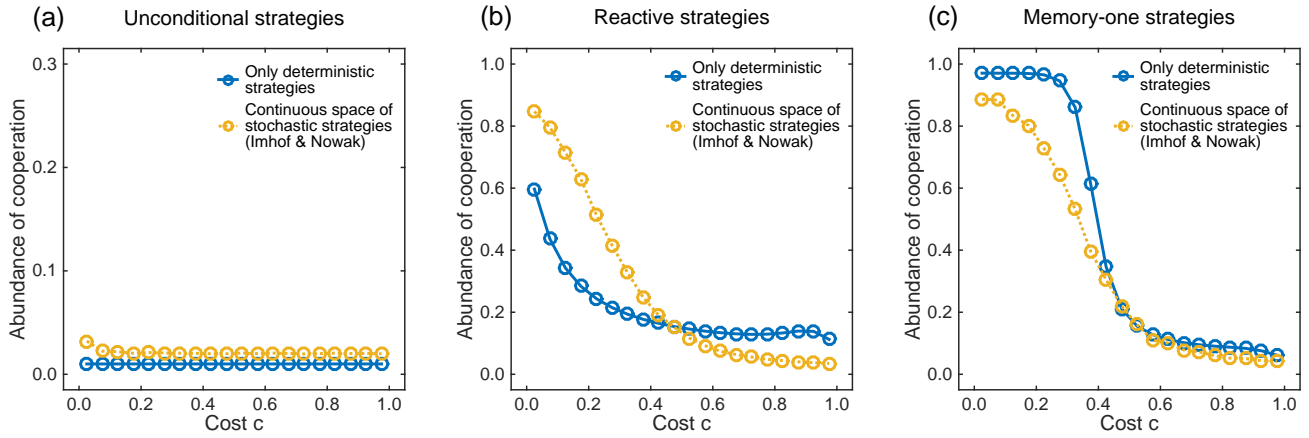 (a) Unconditional strategies
Abundance of cooperation
0.3
0.2
0.1
0.0
Only deterministic
strategies
Continuous space of
stochastic strategies
(Imhof & Nowak)
0.0 0.2 0.4 0.6 0.8 1.0
Cost c
(b) Reactive strategies
Abundance of cooperation
1.0
0.8
0.6
0.4
0.2
0.0
Only deterministic
strategies
Continuous space of
stochastic strategies
(Imhof & Nowak)
0.0 0.2 0.4 0.6 0.8 1.0
Cost c
(c) Memory-one strategies
Abundance of cooperation
1.0
0.8
0.6
0.4
0.2
0.0
Only deterministic
strategies
Continuous space of
stochastic strategies
(Imhof & Nowak)
0.0 0.2 0.4 0.6 0.8 1.0
Cost c